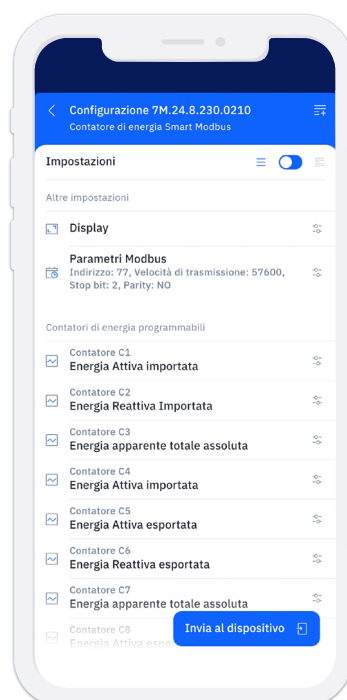 Configurazione 7M.24.8.230.0210
Contatore di energia Smart Modbus
Impostazioni
Altre impostazioni
Display
Parametri Modbus
Indirizzo: 77, Velocità di trasmissione: 57600,
Stop bit: 2, Parity: NO
Contatori di energia programmabili
Contatore C1
Energia Attiva importata
Contatore C2
Energia Reattiva Importata
Contatore C3
Energia apparente totale assoluta
Contatore C4
Energia Attiva importata
Contatore C5
Energia Attiva esportata
Contatore C6
Energia Reattiva esportata
Contatore C7
Energia apparente totale assoluta
Invia al dispositivo
Contatore C8
Energia Attiva